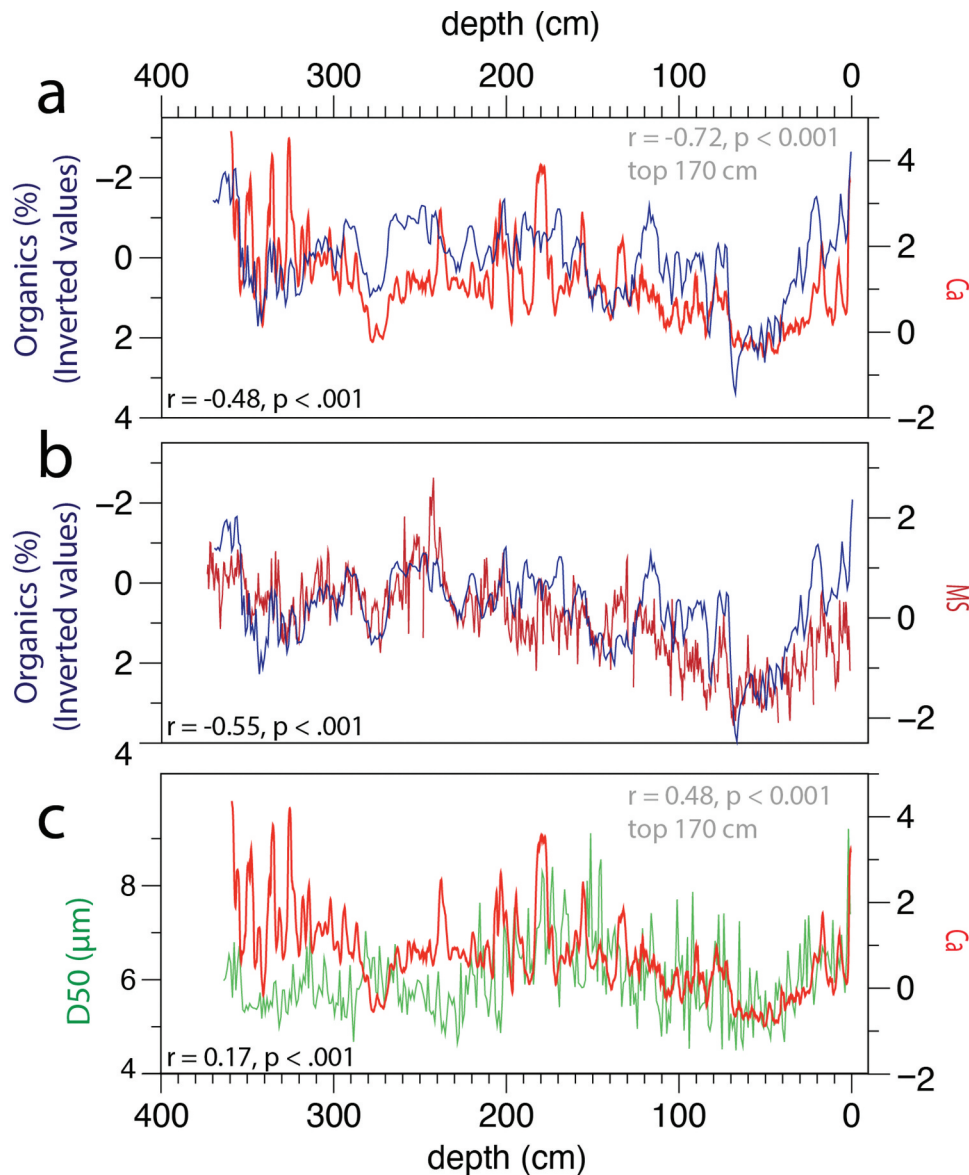 depth (cm)
400 300 200 100 0
a
r = -0.72, p < 0.001
top 170 cm
Organics (%)
(Inverted values)
−2
0
2
4
4
2
0
−2
Ca
r = -0.48, p < .001
b
Organics (%)
(Inverted values)
−2
0
2
4
2
0
−2
MS
r = -0.55, p < .001
c
r = 0.48, p < 0.001
top 170 cm
D50 (µm)
8
6
4
4
2
0
−2
Ca
r = 0.17, p < .001
400 300 200 100 0
depth (cm)